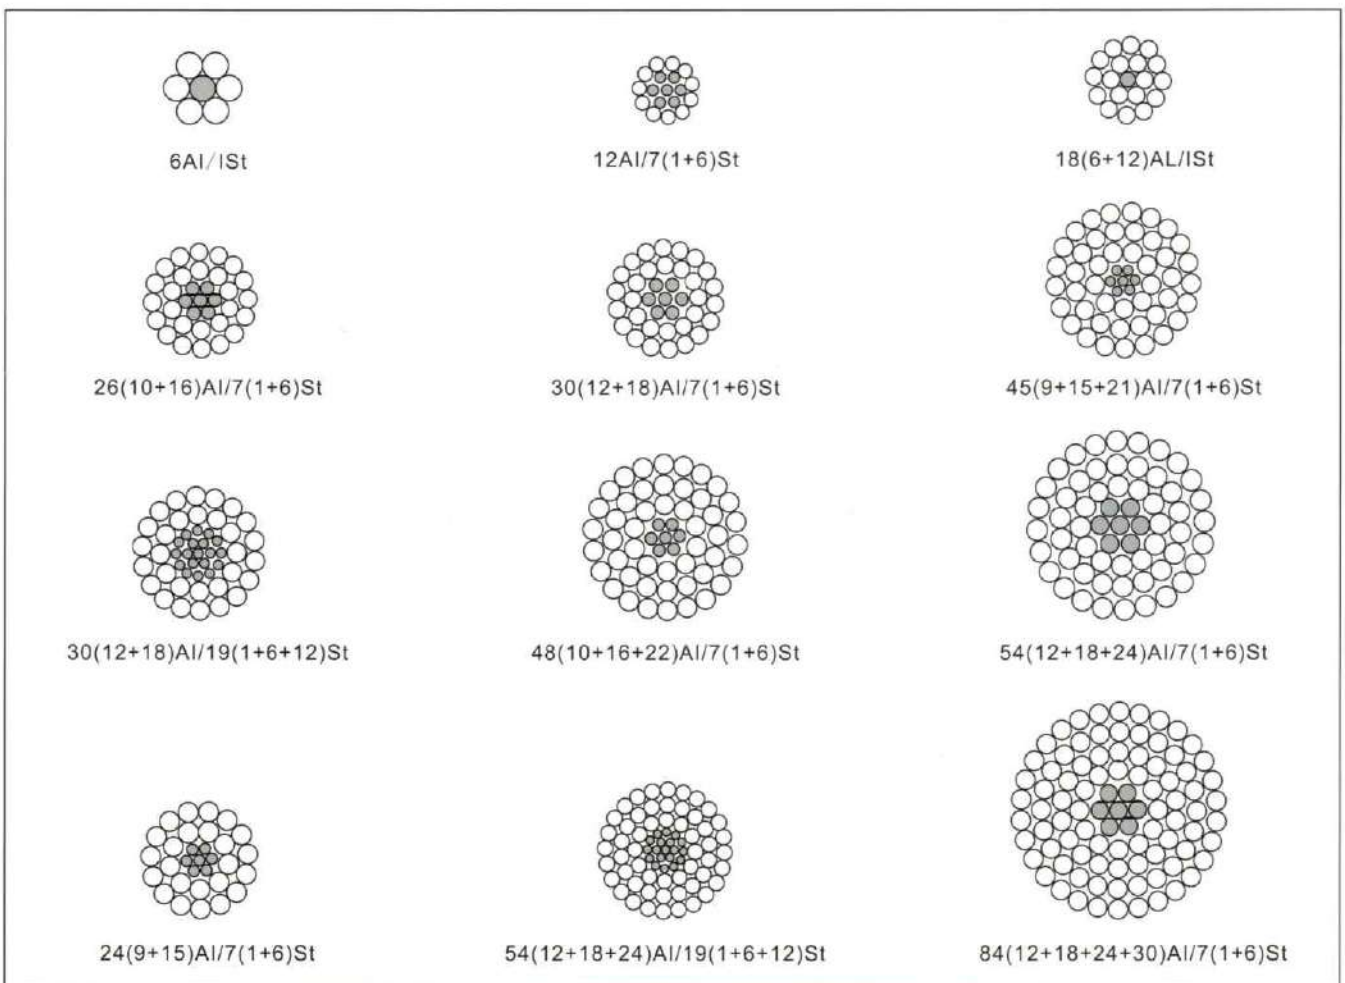 6Al/ISt
12Al/7(1+6)St
18(6+12)AL/ISt
26(10+16)Al/7(1+6)St
30(12+18)Al/7(1+6)St
45(9+15+21)Al/7(1+6)St
30(12+18)Al/19(1+6+12)St
48(10+16+22)Al/7(1+6)St
54(12+18+24)Al/7(1+6)St
24(9+15)Al/7(1+6)St
54(12+18+24)Al/19(1+6+12)St
84(12+18+24+30)Al/7(1+6)St